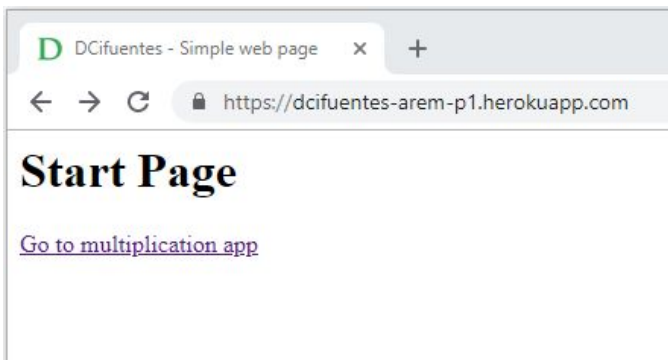 D DCifuentes - Simple web page
https://dcifuentes-arem-p1.herokuapp.com
Start Page
Go to multiplication app